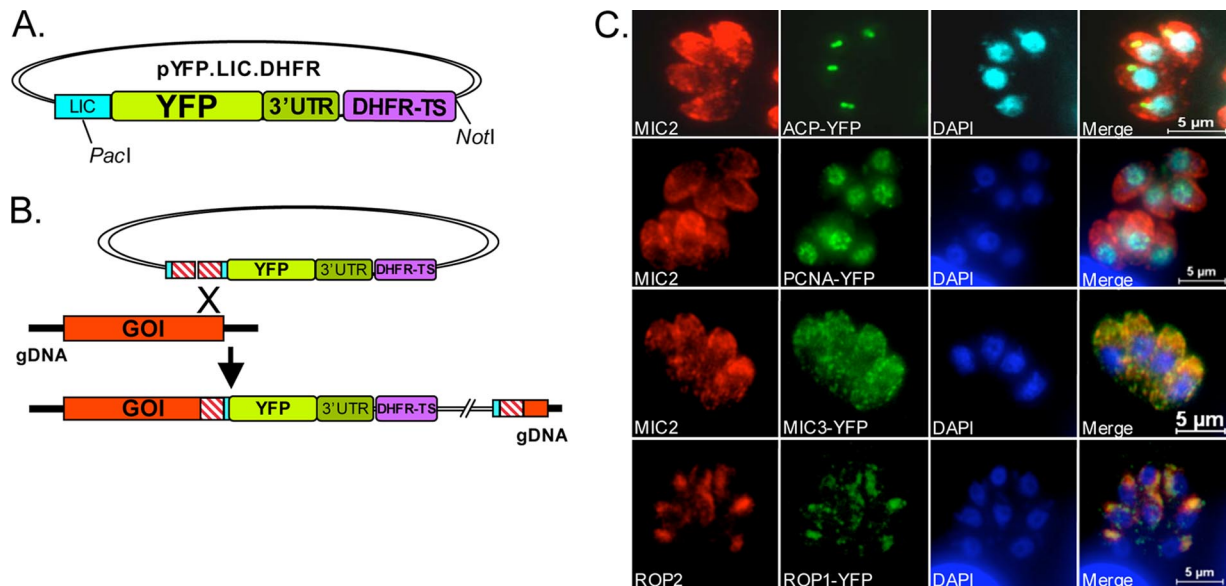 A.
pYFP.LIC.DHFR
LIC YFP 3'UTR DHFR-TS
PacI
NotI
B.
YFP 3'UTR DHFR-TS
X
GOI
gDNA
GOI YFP 3'UTR DHFR-TS
gDNA
C.
MIC2 ACP-YFP DAPI Merge 5 µm
MIC2 PCNA-YFP DAPI Merge 5 µm
MIC2 MIC3-YFP DAPI Merge 5 µm
ROP2 ROP1-YFP DAPI Merge 5 µm